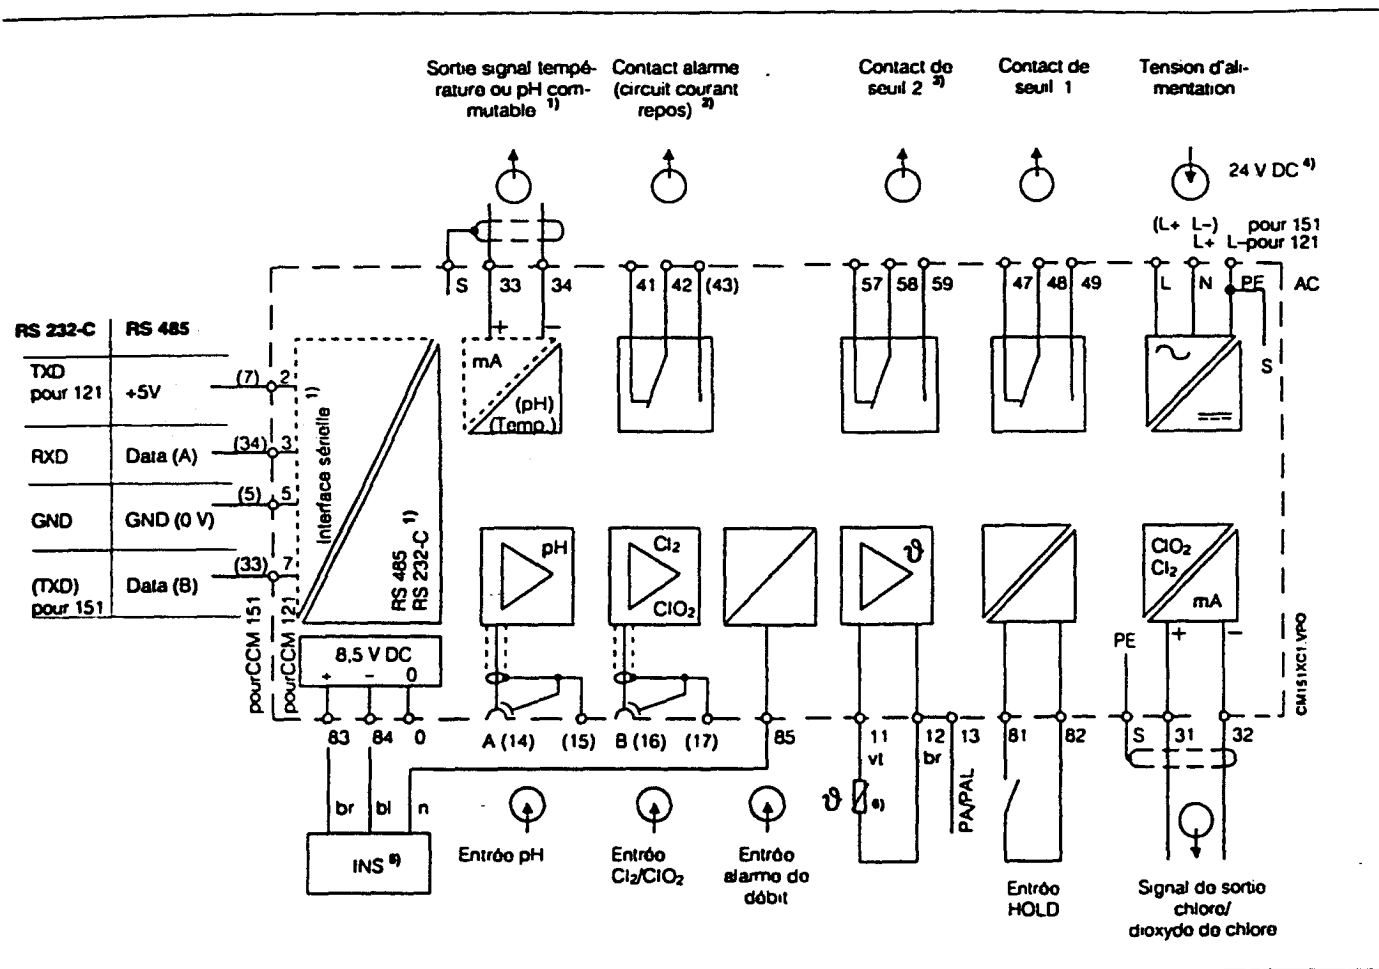 Sortie signal tempé-
rature ou pH com-
mutable 1)
Contact alarme
(circuit courant
repos) 2)
Contact de
seuil 2 3)
Contact de
seuil 1
Tension d'ali-
mentation
24 V DC 4)
(L+ L-) pour 151
L+ L- pour 121
S 33 34
41 42 (43)
57 58 59
47 48 49
L N PE AC
S
RS 232-C RS 485
TXD
pour 121 +5V
(7) 2
RXD Data (A)
(34) 3
GND GND (0 V)
(5) 5
(TXD)
pour 151 Data (B)
(33) 7
pour CCM 151
pour CCM 121
Interface sérielle 1)
RS 485
RS 232-C 1)
+ -
mA
(pH)
(Temp.)
pH
Cl2
ClO2
ϑ
ClO2
Cl2
mA
+ -
PE
8,5 V DC
+ - 0
83 84 0
A (14) (15)
B (16) (17)
85
11 12 13
vt br
PA/PAL
81 82
S 31 32
CM151XC1.VPO
br bl n
INS 5)
ϑ 6)
Entrée pH
Entrée
Cl2/ClO2
Entrée
alarme de
débit
Entrée
HOLD
Signal de sortie
chlore/
dioxyde de chlore